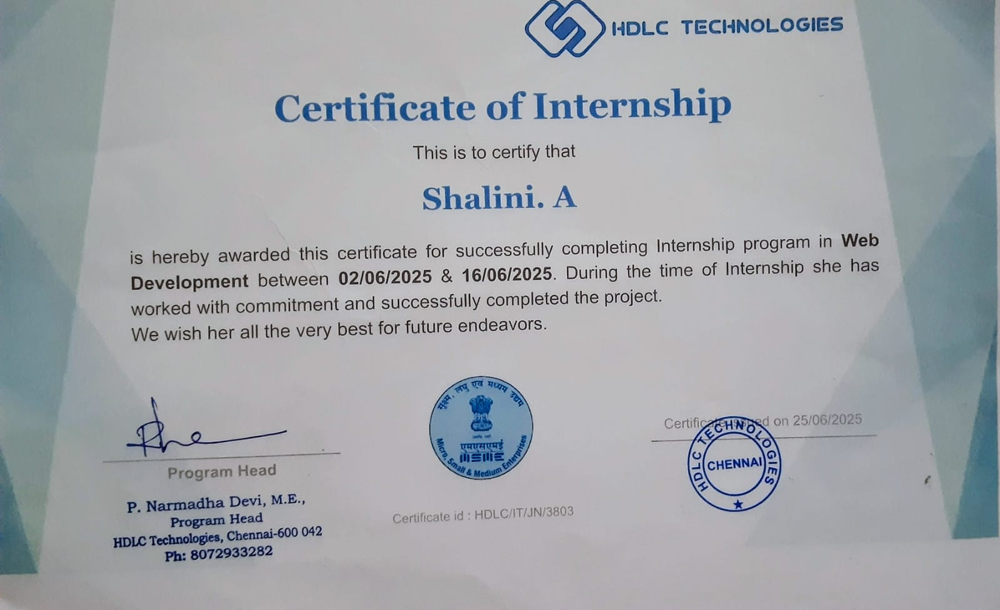 HDLC TECHNOLOGIES
Certificate of Internship
This is to certify that
Shalini. A
is hereby awarded this certificate for successfully completing Internship program in Web
Development between 02/06/2025 & 16/06/2025. During the time of Internship she has
worked with commitment and successfully completed the project.
We wish her all the very best for future endeavors.
सूक्ष्म, लघु एवं मध्यम उद्यम
एमएसएमई
MSME
Micro, Small & Medium Enterprises
Certificate issued on 25/06/2025
HDLC TECHNOLOGIES
CHENNAI
Program Head
P. Narmadha Devi, M.E.,
Program Head
HDLC Technologies, Chennai-600 042
Ph: 8072933282
Certificate id : HDLC/IT/JN/3803